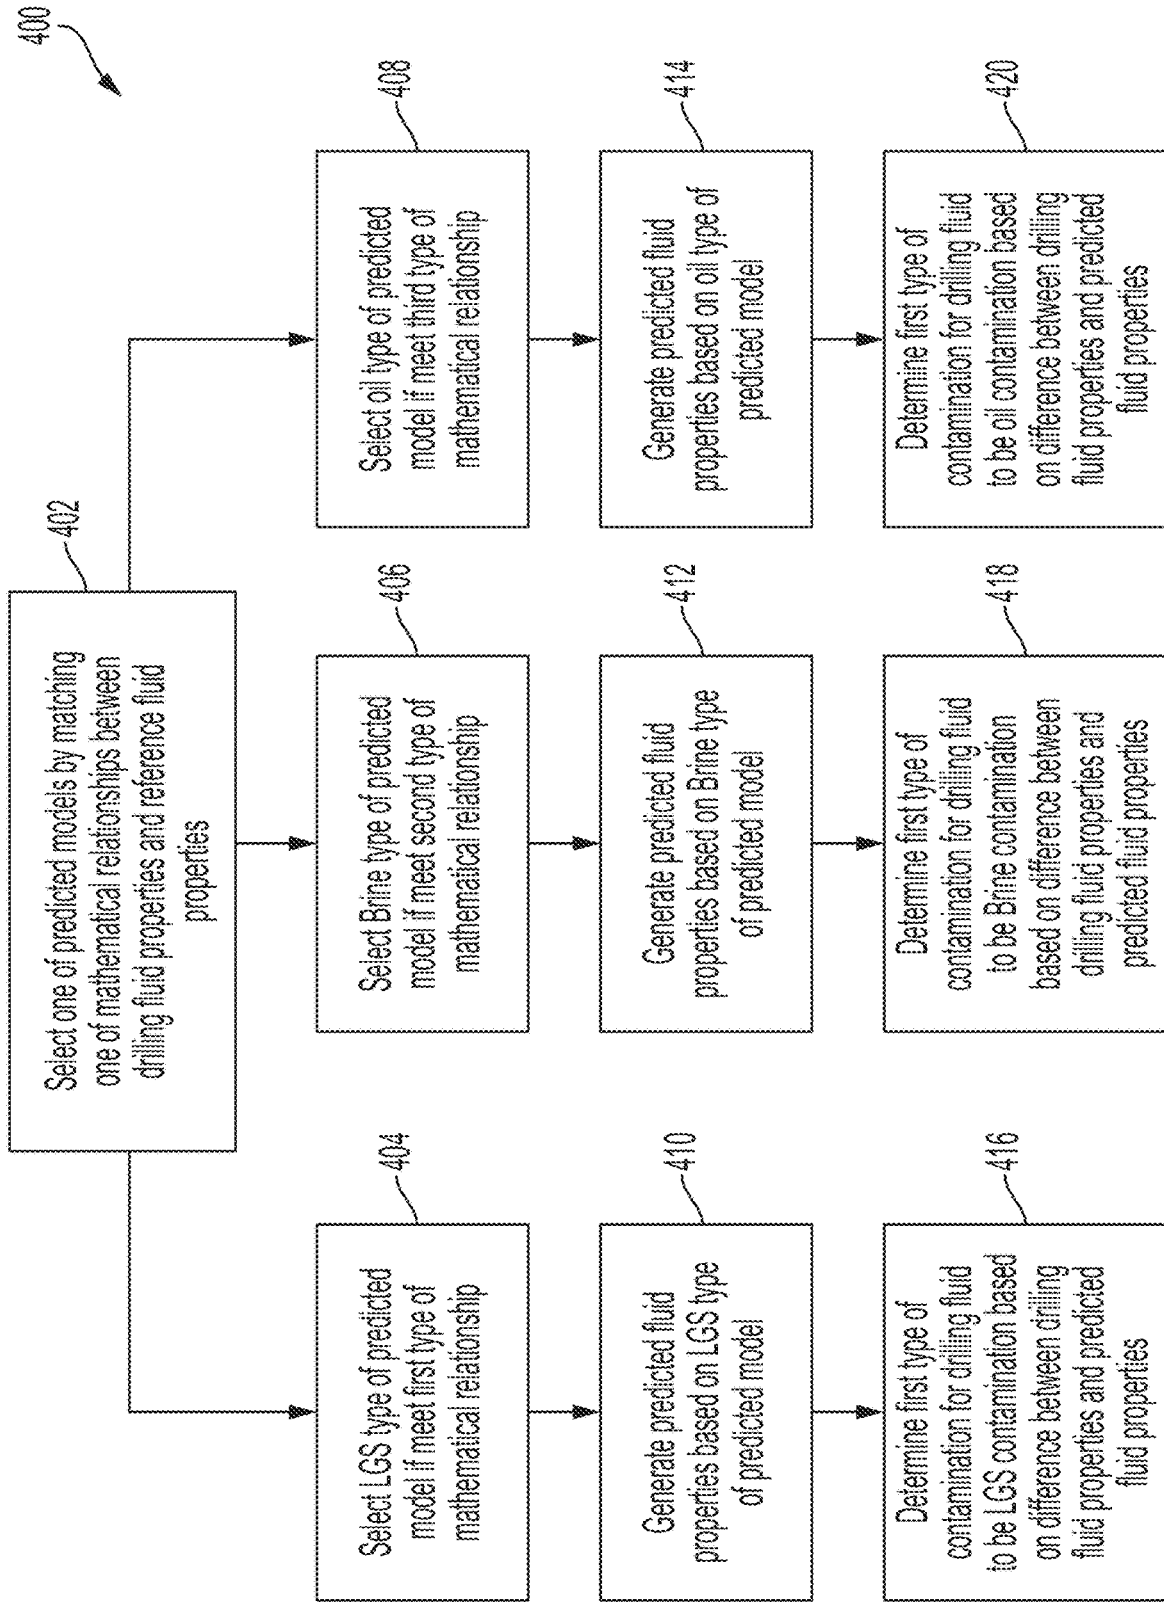 400
402
Select one of predicted models by matching
one of mathematical relationships between
drilling fluid properties and reference fluid
properties
404
Select LGS type of predicted
model if meet first type of
mathematical relationship
406
Select Brine type of predicted
model if meet second type of
mathematical relationship
408
Select oil type of predicted
model if meet third type of
mathematical relationship
410
Generate predicted fluid
properties based on LGS type
of predicted model
412
Generate predicted fluid
properties based on Brine type
of predicted model
414
Generate predicted fluid
properties based on oil type of
predicted model
416
Determine first type of
contamination for drilling fluid
to be LGS contamination based
on difference between drilling
fluid properties and predicted
fluid properties
418
Determine first type of
contamination for drilling fluid
to be Brine contamination
based on difference between
drilling fluid properties and
predicted fluid properties
420
Determine first type of
contamination for drilling fluid
to be oil contamination based
on difference between drilling
fluid properties and predicted
fluid properties